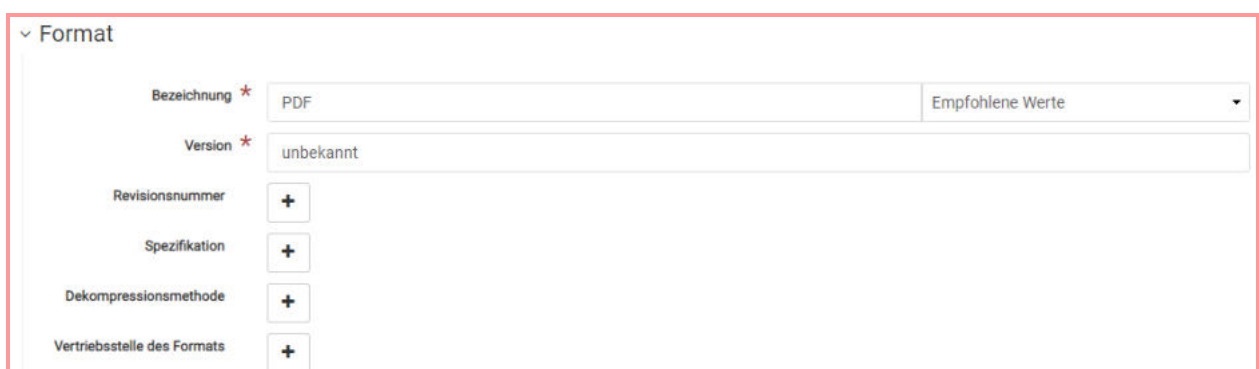 Format
Bezeichnung * PDF Empfohlene Werte
Version * unbekannt
Revisionsnummer +
Spezifikation +
Dekompressionsmethode +
Vertriebsstelle des Formats +